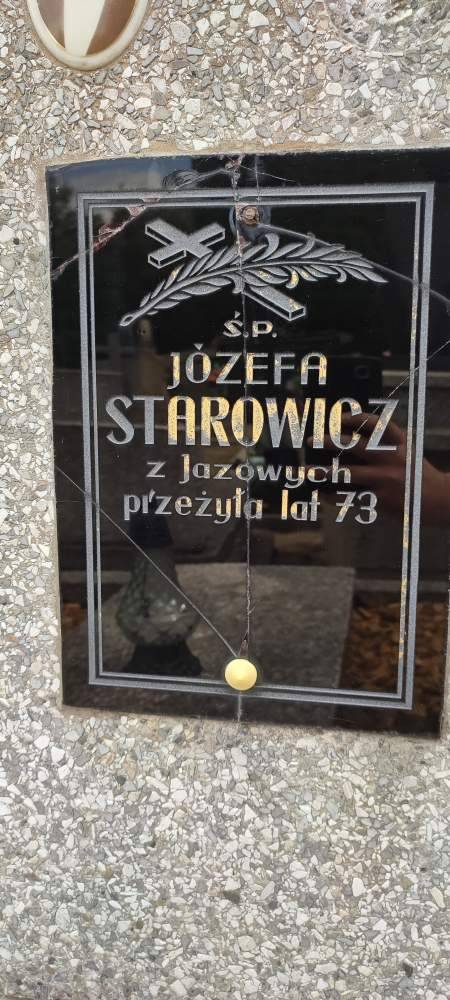 Ś.P.
JÓZEFA
STAROWICZ
z Jazowych
przeżyła lat 73